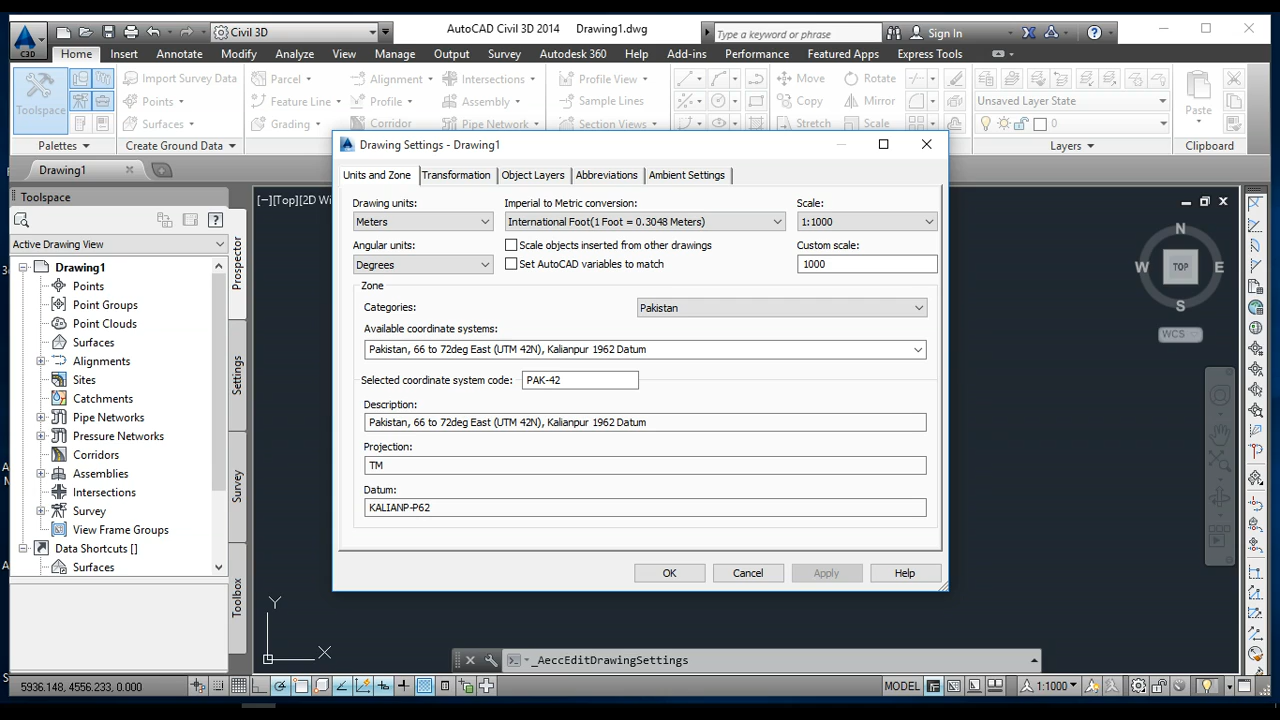 Civil 3D
AutoCAD Civil 3D 2014 Drawing1.dwg
Type a keyword or phrase
Sign In
C3D
Home Insert Annotate Modify Analyze View Manage Output Survey Autodesk 360 Help Add-ins Performance Featured Apps Express Tools
Toolspace
Import Survey Data
Points
Surfaces
Parcel
Feature Line
Grading
Alignment
Profile
Corridor
Intersections
Assembly
Pipe Network
Profile View
Sample Lines
Section Views
Move
Copy
Stretch
Rotate
Mirror
Scale
Unsaved Layer State
0
Paste
Palettes
Create Ground Data
Layers
Clipboard
Drawing1
Toolspace
Active Drawing View
Drawing1
Points
Point Groups
Point Clouds
Surfaces
Alignments
Sites
Catchments
Pipe Networks
Pressure Networks
Corridors
Assemblies
Intersections
Survey
View Frame Groups
Data Shortcuts []
Surfaces
Prospector
Settings
Survey
Toolbox
[−][Top][2D Wi
Drawing Settings - Drawing1
Units and Zone Transformation Object Layers Abbreviations Ambient Settings
Drawing units:
Meters
Imperial to Metric conversion:
International Foot(1 Foot = 0.3048 Meters)
Scale:
1:1000
Angular units:
Degrees
Scale objects inserted from other drawings
Set AutoCAD variables to match
Custom scale:
1000
Zone
Categories:
Pakistan
Available coordinate systems:
Pakistan, 66 to 72deg East (UTM 42N), Kalianpur 1962 Datum
Selected coordinate system code:
PAK-42
Description:
Pakistan, 66 to 72deg East (UTM 42N), Kalianpur 1962 Datum
Projection:
TM
Datum:
KALIANP-P62
OK Cancel Apply Help
N
W TOP E
S
WCS
Y
X
_AeccEditDrawingSettings
5936.148, 4556.233, 0.000
MODEL
1:1000